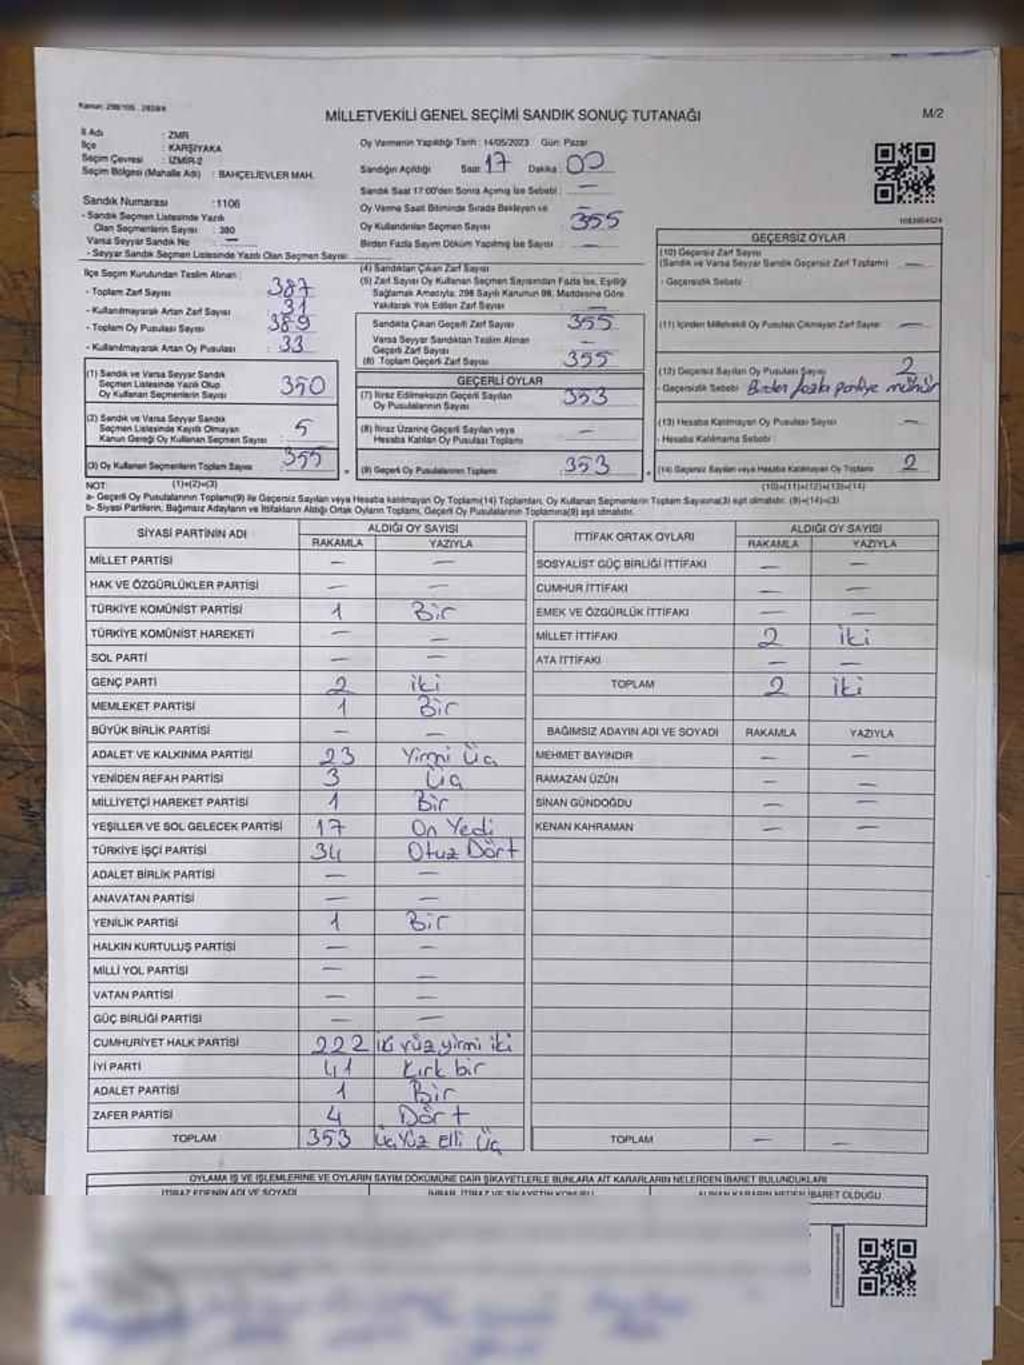 MİLLETVEKİLİ GENEL SEÇİMİ SANDIK SONUÇ TUTANAĞI
M/2
İl Adı : ZMR
İlçe : KARŞIYAKA
Seçim Çevresi : İZMİR-2
Seçim Bölgesi (Mahalle Adı) : BAHÇELİEVLER MAH.
Sandık Numarası : 1106
- Sandık Seçmen Listesinde Yazılı
Olan Seçmenlerin Sayısı : 380
Varsa Seyyar Sandık No : —
- Seyyar Sandık Seçmen Listesinde Yazılı Olan Seçmen Sayısı :
Oy Vermenin Yapıldığı Tarih : 14/05/2023 Gün: Pazar
Sandığın Açıldığı Saat : 17 Dakika : 00
Sandık Saat 17:00'den Sonra Açılmış İse Sebebi : —
Oy Verme Saati Bitiminde Sırada Bekleyen ve —
Oy Kullandırılan Seçmen Sayısı : 355
Birden Fazla Sayım Döküm Yapılmış İse Sayısı : —
İlçe Seçim Kurulundan Teslim Alınan :
- Toplam Zarf Sayısı : 387
- Kullanılmayarak Artan Zarf Sayısı : 31
- Toplam Oy Pusulası Sayısı : 389
- Kullanılmayarak Artan Oy Pusulası : 33
(1) Sandık ve Varsa Seyyar Sandık
Seçmen Listesinde Yazılı Olup
Oy Kullanan Seçmenlerin Sayısı : 350
(2) Sandık ve Varsa Seyyar Sandık
Seçmen Listesinde Kayıtlı Olmayan
Kanun Gereği Oy Kullanan Seçmen Sayısı : 5
(3) Oy Kullanan Seçmenlerin Toplam Sayısı : 355
(1)+(2)=(3)
(4) Sandıktan Çıkan Zarf Sayısı :
(5) Zarf Sayısı Oy Kullanan Seçmen Sayısından Fazla İse, Eşitliği
Sağlamak Amacıyla, 298 Sayılı Kanunun 98. Maddesine Göre
Yakılarak Yok Edilen Zarf Sayısı : —
Sandıkta Çıkan Geçerli Zarf Sayısı : 355
Varsa Seyyar Sandıktan Teslim Alınan
Geçerli Zarf Sayısı : —
(6) Toplam Geçerli Zarf Sayısı : 355
GEÇERLİ OYLAR
(7) İtiraz Edilmeksizin Geçerli Sayılan
Oy Pusulalarının Sayısı : 353
(8) İtiraz Üzerine Geçerli Sayılan veya
Hesaba Katılan Oy Pusulası Toplamı : —
(9) Geçerli Oy Pusulalarının Toplamı : 353
1083904524
GEÇERSİZ OYLAR
(10) Geçersiz Zarf Sayısı
(Sandık ve Varsa Seyyar Sandık Geçersiz Zarf Toplamı) : —
- Geçersizlik Sebebi :
(11) İçinden Milletvekili Oy Pusulası Çıkmayan Zarf Sayısı : —
(12) Geçersiz Sayılan Oy Pusulası Sayısı : 2
- Geçersizlik Sebebi : Birden fazla partiye mühür
(13) Hesaba Katılmayan Oy Pusulası Sayısı : —
- Hesaba Katılmama Sebebi :
(14) Geçersiz Sayılan veya Hesaba Katılmayan Oy Toplamı : 2
(10)+(11)+(12)+(13)=(14)
NOT:
a- Geçerli Oy Pusulalarının Toplamı(9) ile Geçersiz Sayılan veya Hesaba katılmayan Oy Toplamı(14) Toplamları, Oy Kullanan Seçmenlerin Toplam Sayısına(3) eşit olmalıdır. (9)+(14)=(3)
b- Siyasi Partilerin, Bağımsız Adayların ve İttifakların Aldığı Ortak Oyların Toplamı, Geçerli Oy Pusulalarının Toplamına(9) eşit olmalıdır.
SİYASİ PARTİNİN ADI ALDIĞI OY SAYISI
RAKAMLA YAZIYLA
MİLLET PARTİSİ — —
HAK VE ÖZGÜRLÜKLER PARTİSİ — —
TÜRKİYE KOMÜNİST PARTİSİ 1 Bir
TÜRKİYE KOMÜNİST HAREKETİ — —
SOL PARTİ — —
GENÇ PARTİ 2 iki
MEMLEKET PARTİSİ 1 Bir
BÜYÜK BİRLİK PARTİSİ — —
ADALET VE KALKINMA PARTİSİ 23 Yirmi Üç
YENİDEN REFAH PARTİSİ 3 Üç
MİLLİYETÇİ HAREKET PARTİSİ 1 Bir
YEŞİLLER VE SOL GELECEK PARTİSİ 17 On Yedi
TÜRKİYE İŞÇİ PARTİSİ 34 Otuz Dört
ADALET BİRLİK PARTİSİ — —
ANAVATAN PARTİSİ — —
YENİLİK PARTİSİ 1 Bir
HALKIN KURTULUŞ PARTİSİ — —
MİLLİ YOL PARTİSİ — —
VATAN PARTİSİ — —
GÜÇ BİRLİĞİ PARTİSİ — —
CUMHURİYET HALK PARTİSİ 222 iki yüz yirmi iki
İYİ PARTİ 41 Kırk bir
ADALET PARTİSİ 1 Bir
ZAFER PARTİSİ 4 Dört
TOPLAM 353 Üç Yüz elli Üç
İTTİFAK ORTAK OYLARI ALDIĞI OY SAYISI
RAKAMLA YAZIYLA
SOSYALİST GÜÇ BİRLİĞİ İTTİFAKI — —
CUMHUR İTTİFAKI — —
EMEK VE ÖZGÜRLÜK İTTİFAKI — —
MİLLET İTTİFAKI 2 iki
ATA İTTİFAKI — —
TOPLAM 2 iki
BAĞIMSIZ ADAYIN ADI VE SOYADI RAKAMLA YAZIYLA
MEHMET BAYINDIR — —
RAMAZAN ÜZÜN — —
SİNAN GÜNDOĞDU — —
KENAN KAHRAMAN — —
TOPLAM — —
OYLAMA İŞ VE İŞLEMLERİNE VE OYLARIN SAYIM DÖKÜMÜNE DAİR ŞİKAYETLERLE BUNLARA AİT KARARLARIN NELERDEN İBARET BULUNDUKLARI
İTİRAZ EDENİN ADI VE SOYADI
İHBAR, İTİRAZ VE ŞİKAYETİN KONUSU
ALINAN KARARIN NEDEN İBARET OLDUĞU